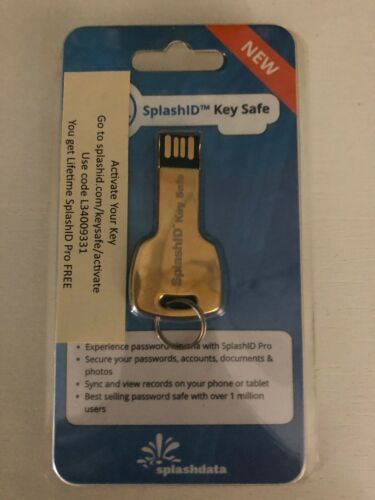 NEW
SplashID™ Key Safe
Activate Your Key
Go to splashid.com/keysafe/activate
Use code L34009331
You get Lifetime SplashID Pro FREE
SplashID Key Safe
• Experience password with SplashID Pro
• Secure your passwords, accounts, documents &
photos
• Sync and view records on your phone or tablet
• Best selling password safe with over 1 million
users
splashdata